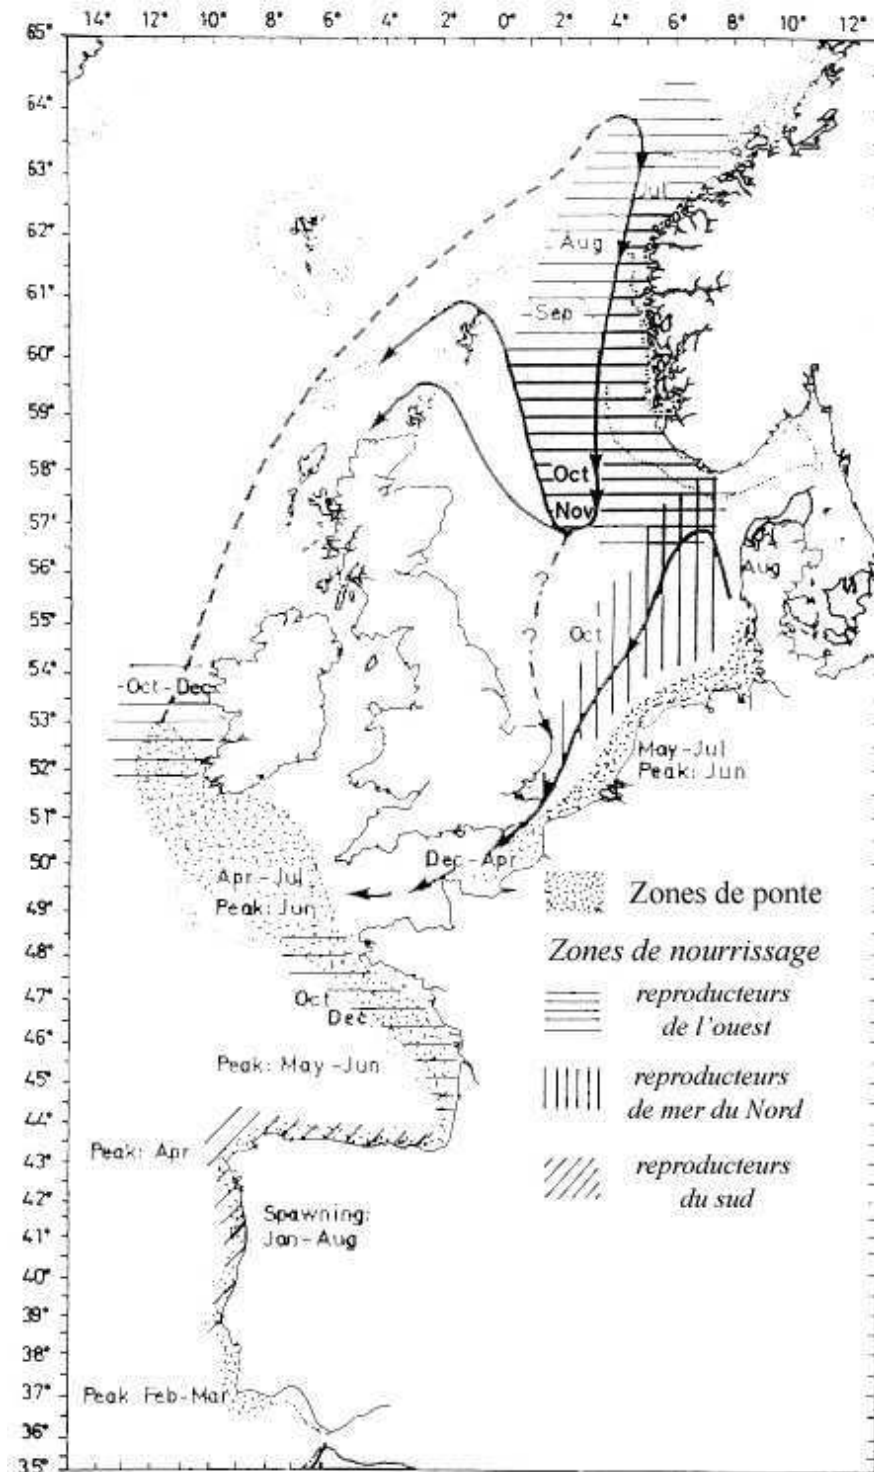 14° 12° 10° 8° 6° 4° 2° 0° 2° 4° 6° 8° 10° 12°
65°
64°
63°
Jul
62°
Aug
61°
Sep
60°
59°
58°
Oct
57°
Nov
56°
Aug
55°
?
Oct
?
54°
Oct-Dec
53°
May-Jul
Peak: Jun
52°
51°
50°
Dec-Apr
Apr-Jul
Peak: Jun
Zones de ponte
49°
48°
Zones de nourrissage
47°
Oct
Dec
reproducteurs
de l'ouest
46°
Peak: May-Jun
45°
reproducteurs
de mer du Nord
44°
Peak: Apr
43°
reproducteurs
du sud
42°
Spawning:
Jan-Aug
41°
40°
39°
38°
37°
Peak Feb-Mar
36°
35°